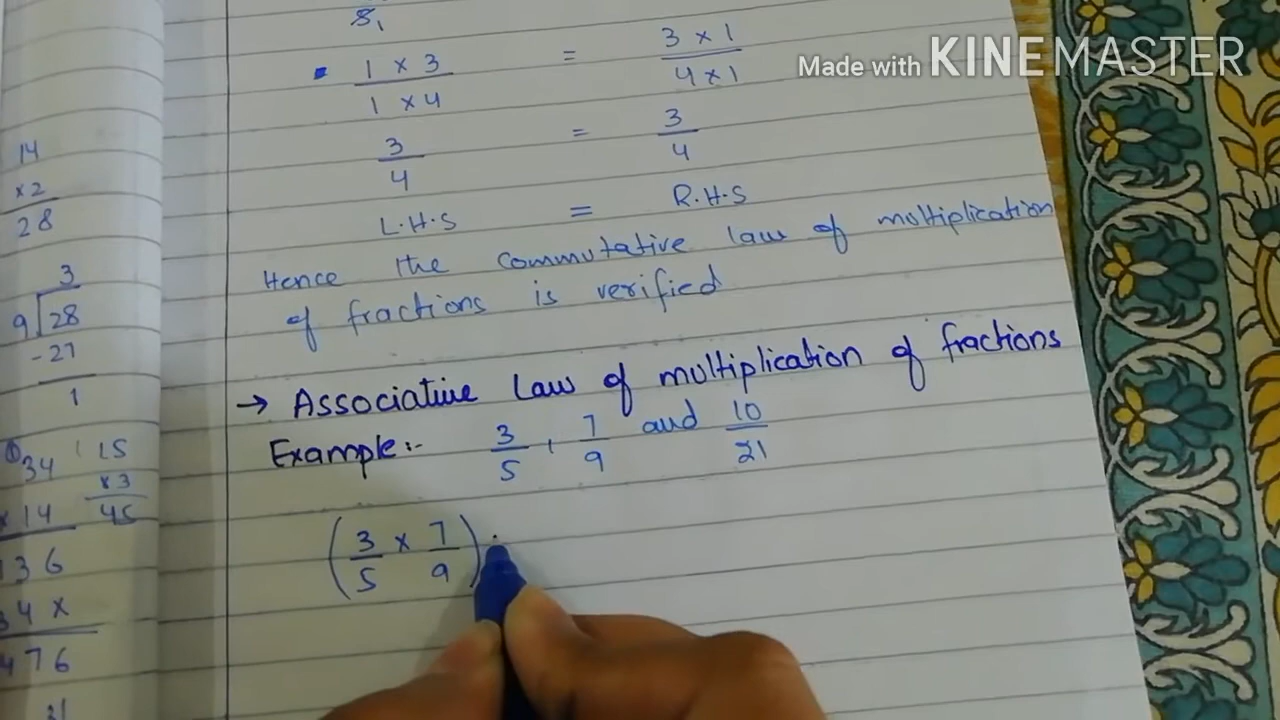 Made with KINEMASTER
8 1
1 × 3 = 3 × 1
1 × 4 4 × 1
3 = 3
4 4
L.H.S = R.H.S
Hence the commutative law of multiplication
of fractions is verified
→ Associative Law of multiplication of fractions
Example:- 3/5 , 7/9 and 10/21
(3/5 × 7/9)
14
×2
28
3
9 28
-27
1
34
×14
136
34×
476
15
×3
45